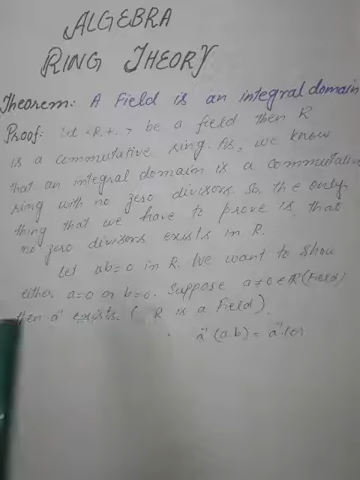 ALGEBRA
RING THEORY
Theorem: A Field is an integral domain
Proof: Let <R,+,·> be a field then R
is a commutative ring. As, we know
that an integral domain is a commutative
ring with no zero divisors. So, the only
thing that we have to prove is that
no zero divisors exists in R.
Let ab=0 in R. We want to show
either a=0 or b=0. Suppose a≠0 ∈ R (Field)
then a⁻¹ exists. ( R is a Field).
a⁻¹ (ab) = a⁻¹.(0)